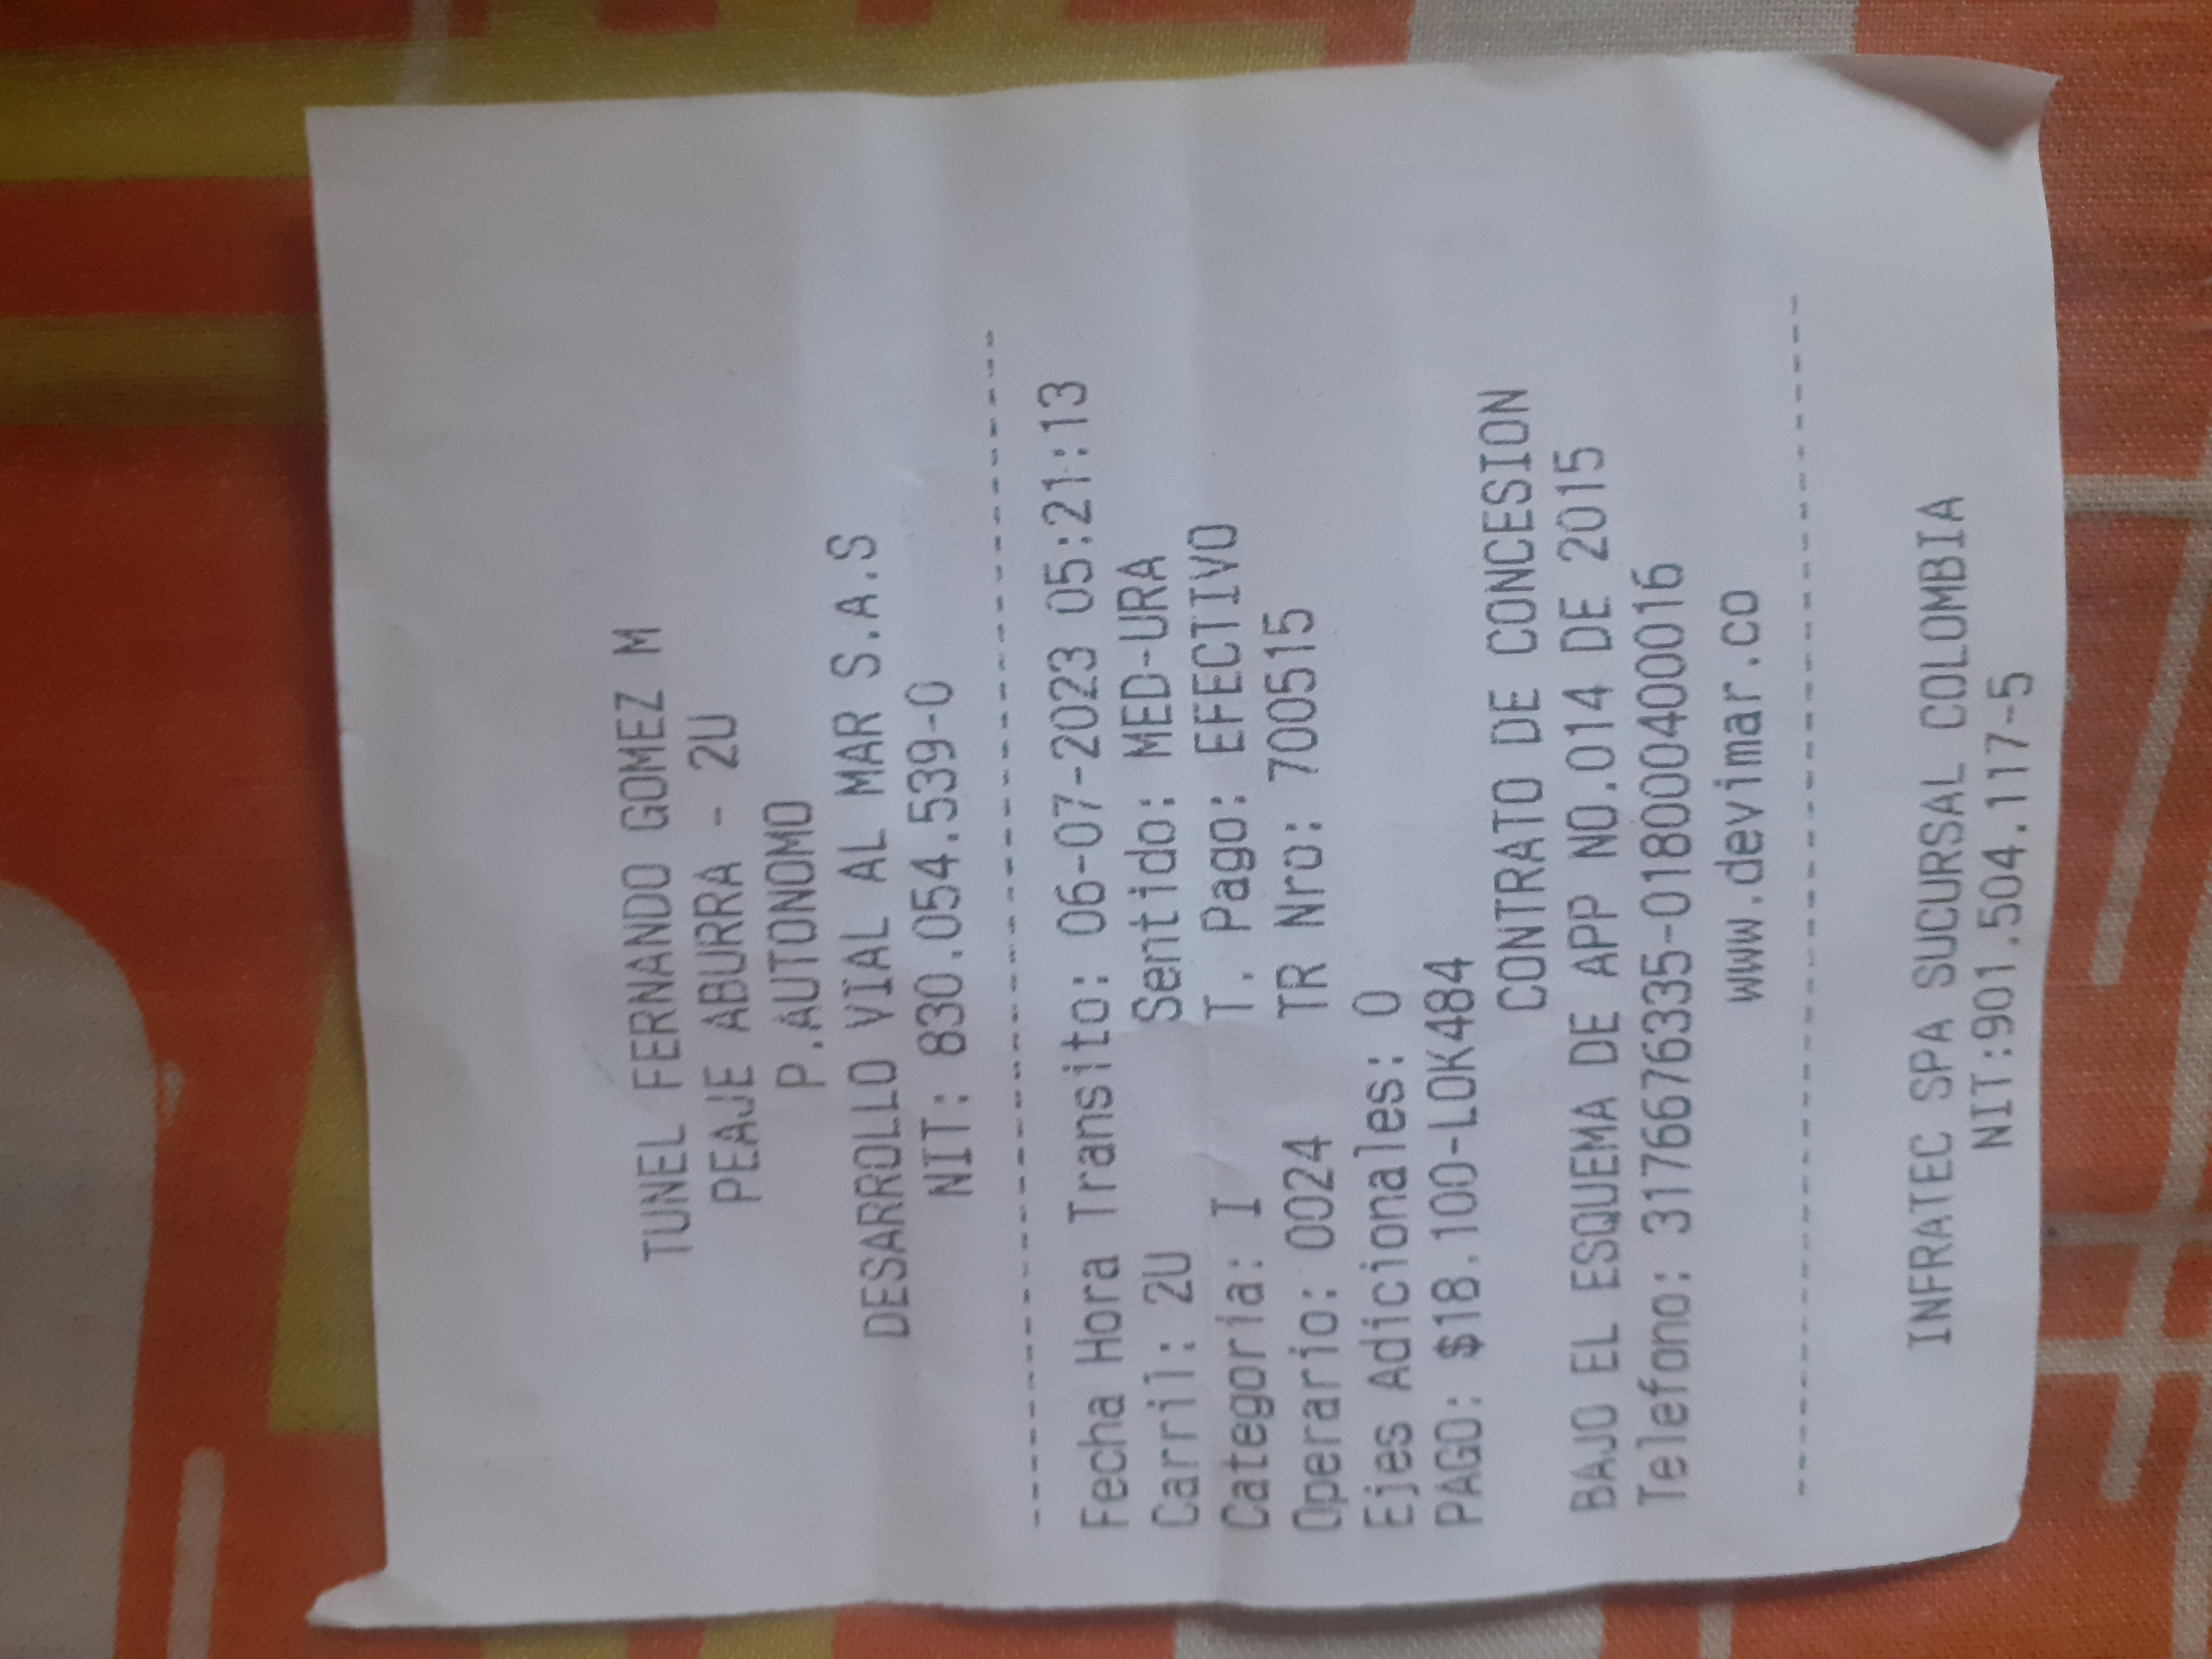 TUNEL FERNANDO GOMEZ M
PEAJE ABURRA - 2U
P.AUTONOMO
DESARROLLO VIAL AL MAR S.A.S
NIT: 830.054.539-0
Fecha Hora Transito: 06-07-2023 05:21:13
Carril: 2U Sentido: MED-URA
Categoria: I T. Pago: EFECTIVO
Operario: 0024 TR Nro: 700515
Ejes Adicionales: 0
PAGO: $18.100-LOK484
CONTRATO DE CONCESION
BAJO EL ESQUEMA DE APP NO.014 DE 2015
Telefono: 3176676335-018000400016
www.devimar.co
INFRATEC SPA SUCURSAL COLOMBIA
NIT:901.504.117-5